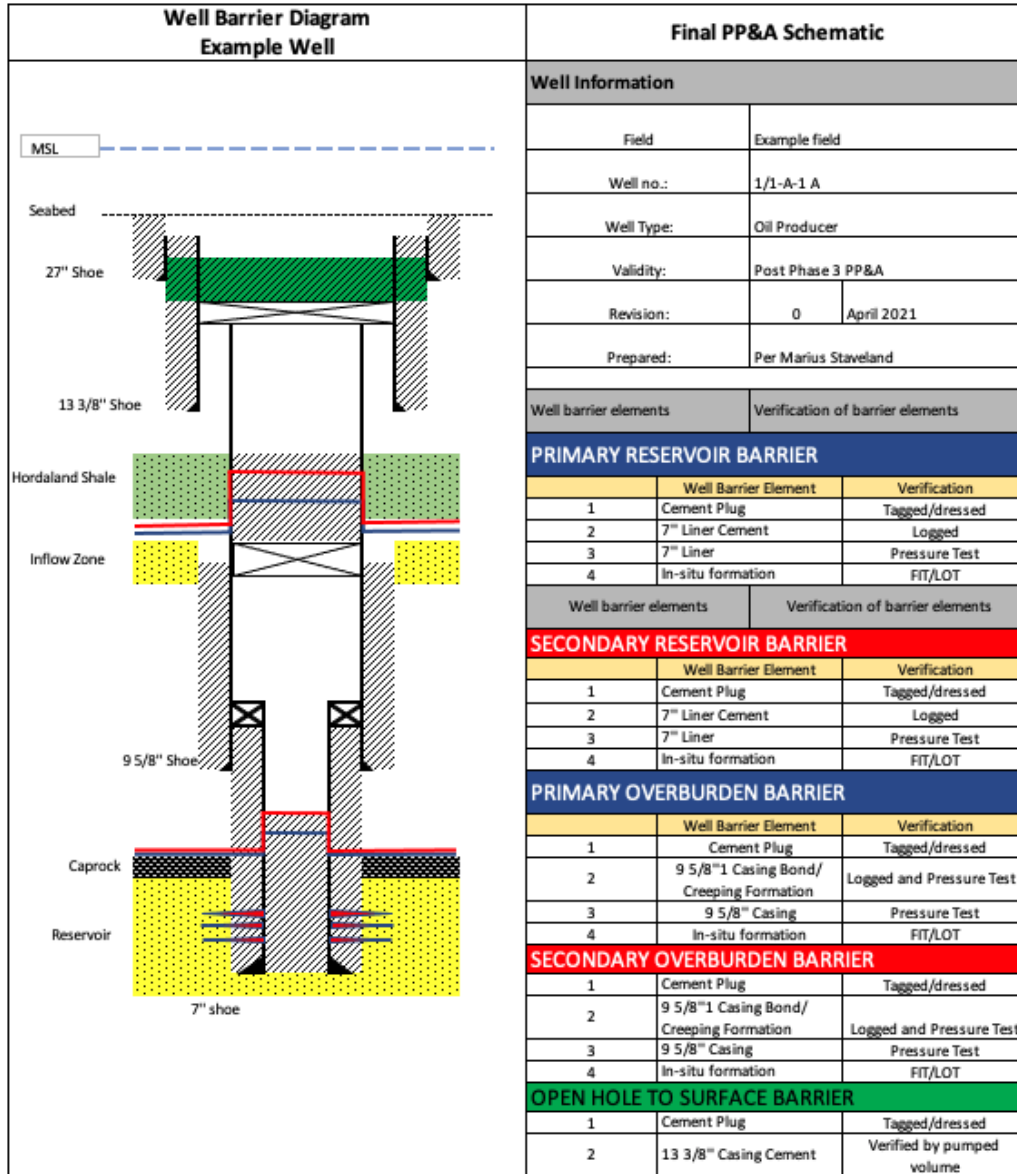 Well Barrier Diagram
Example Well
MSL
Seabed
27" Shoe
13 3/8" Shoe
Hordaland Shale
Inflow Zone
9 5/8" Shoe
Caprock
Reservoir
7" shoe
Final PP&A Schematic
Well Information
Field Example field
Well no.: 1/1-A-1 A
Well Type: Oil Producer
Validity: Post Phase 3 PP&A
Revision: 0 April 2021
Prepared: Per Marius Staveland
Well barrier elements Verification of barrier elements
PRIMARY RESERVOIR BARRIER
Well Barrier Element Verification
1 Cement Plug Tagged/dressed
2 7" Liner Cement Logged
3 7" Liner Pressure Test
4 In-situ formation FIT/LOT
Well barrier elements Verification of barrier elements
SECONDARY RESERVOIR BARRIER
Well Barrier Element Verification
1 Cement Plug Tagged/dressed
2 7" Liner Cement Logged
3 7" Liner Pressure Test
4 In-situ formation FIT/LOT
PRIMARY OVERBURDEN BARRIER
Well Barrier Element Verification
1 Cement Plug Tagged/dressed
2 9 5/8"1 Casing Bond/
Creeping Formation Logged and Pressure Test
3 9 5/8" Casing Pressure Test
4 In-situ formation FIT/LOT
SECONDARY OVERBURDEN BARRIER
1 Cement Plug Tagged/dressed
2 9 5/8"1 Casing Bond/
Creeping Formation Logged and Pressure Test
3 9 5/8" Casing Pressure Test
4 In-situ formation FIT/LOT
OPEN HOLE TO SURFACE BARRIER
1 Cement Plug Tagged/dressed
2 13 3/8" Casing Cement Verified by pumped
volume